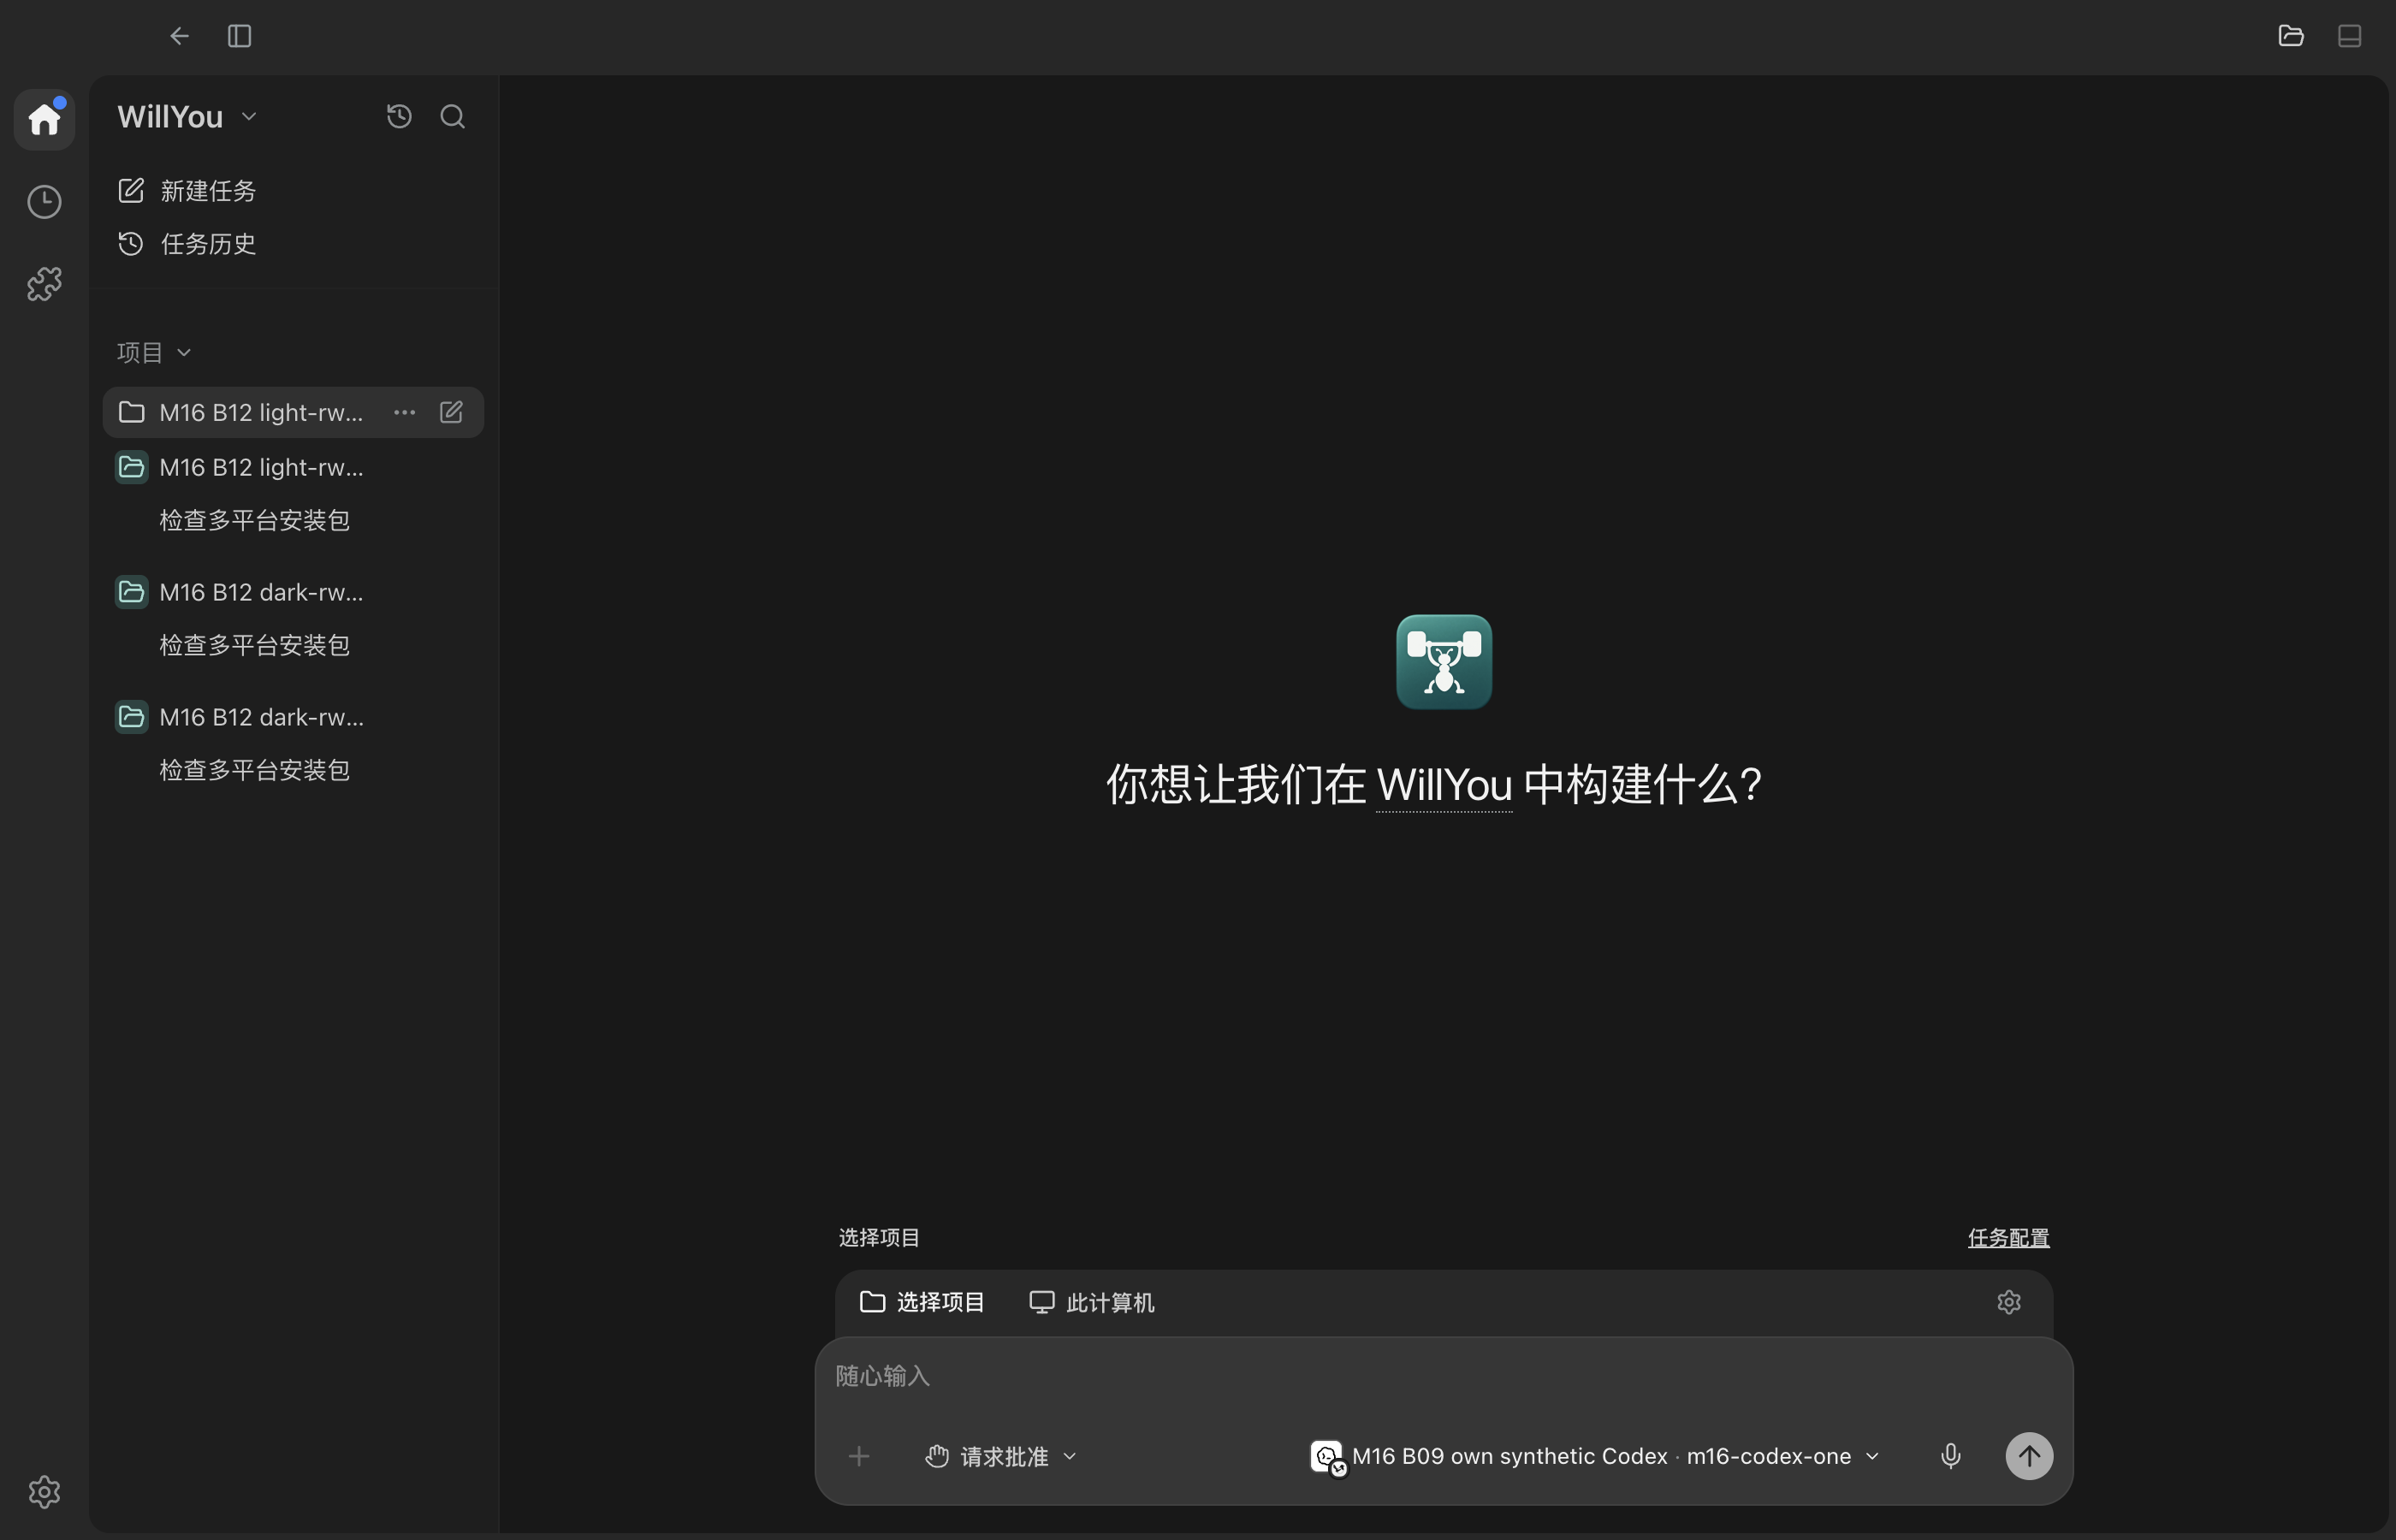 WillYou
新建任务
任务历史
项目
M16 B12 light-rw...
M16 B12 light-rw...
检查多平台安装包
M16 B12 dark-rw...
检查多平台安装包
M16 B12 dark-rw...
检查多平台安装包
你想让我们在 WillYou 中构建什么?
选择项目 任务配置
选择项目 此计算机
随心输入
请求批准 M16 B09 own synthetic Codex · m16-codex-one